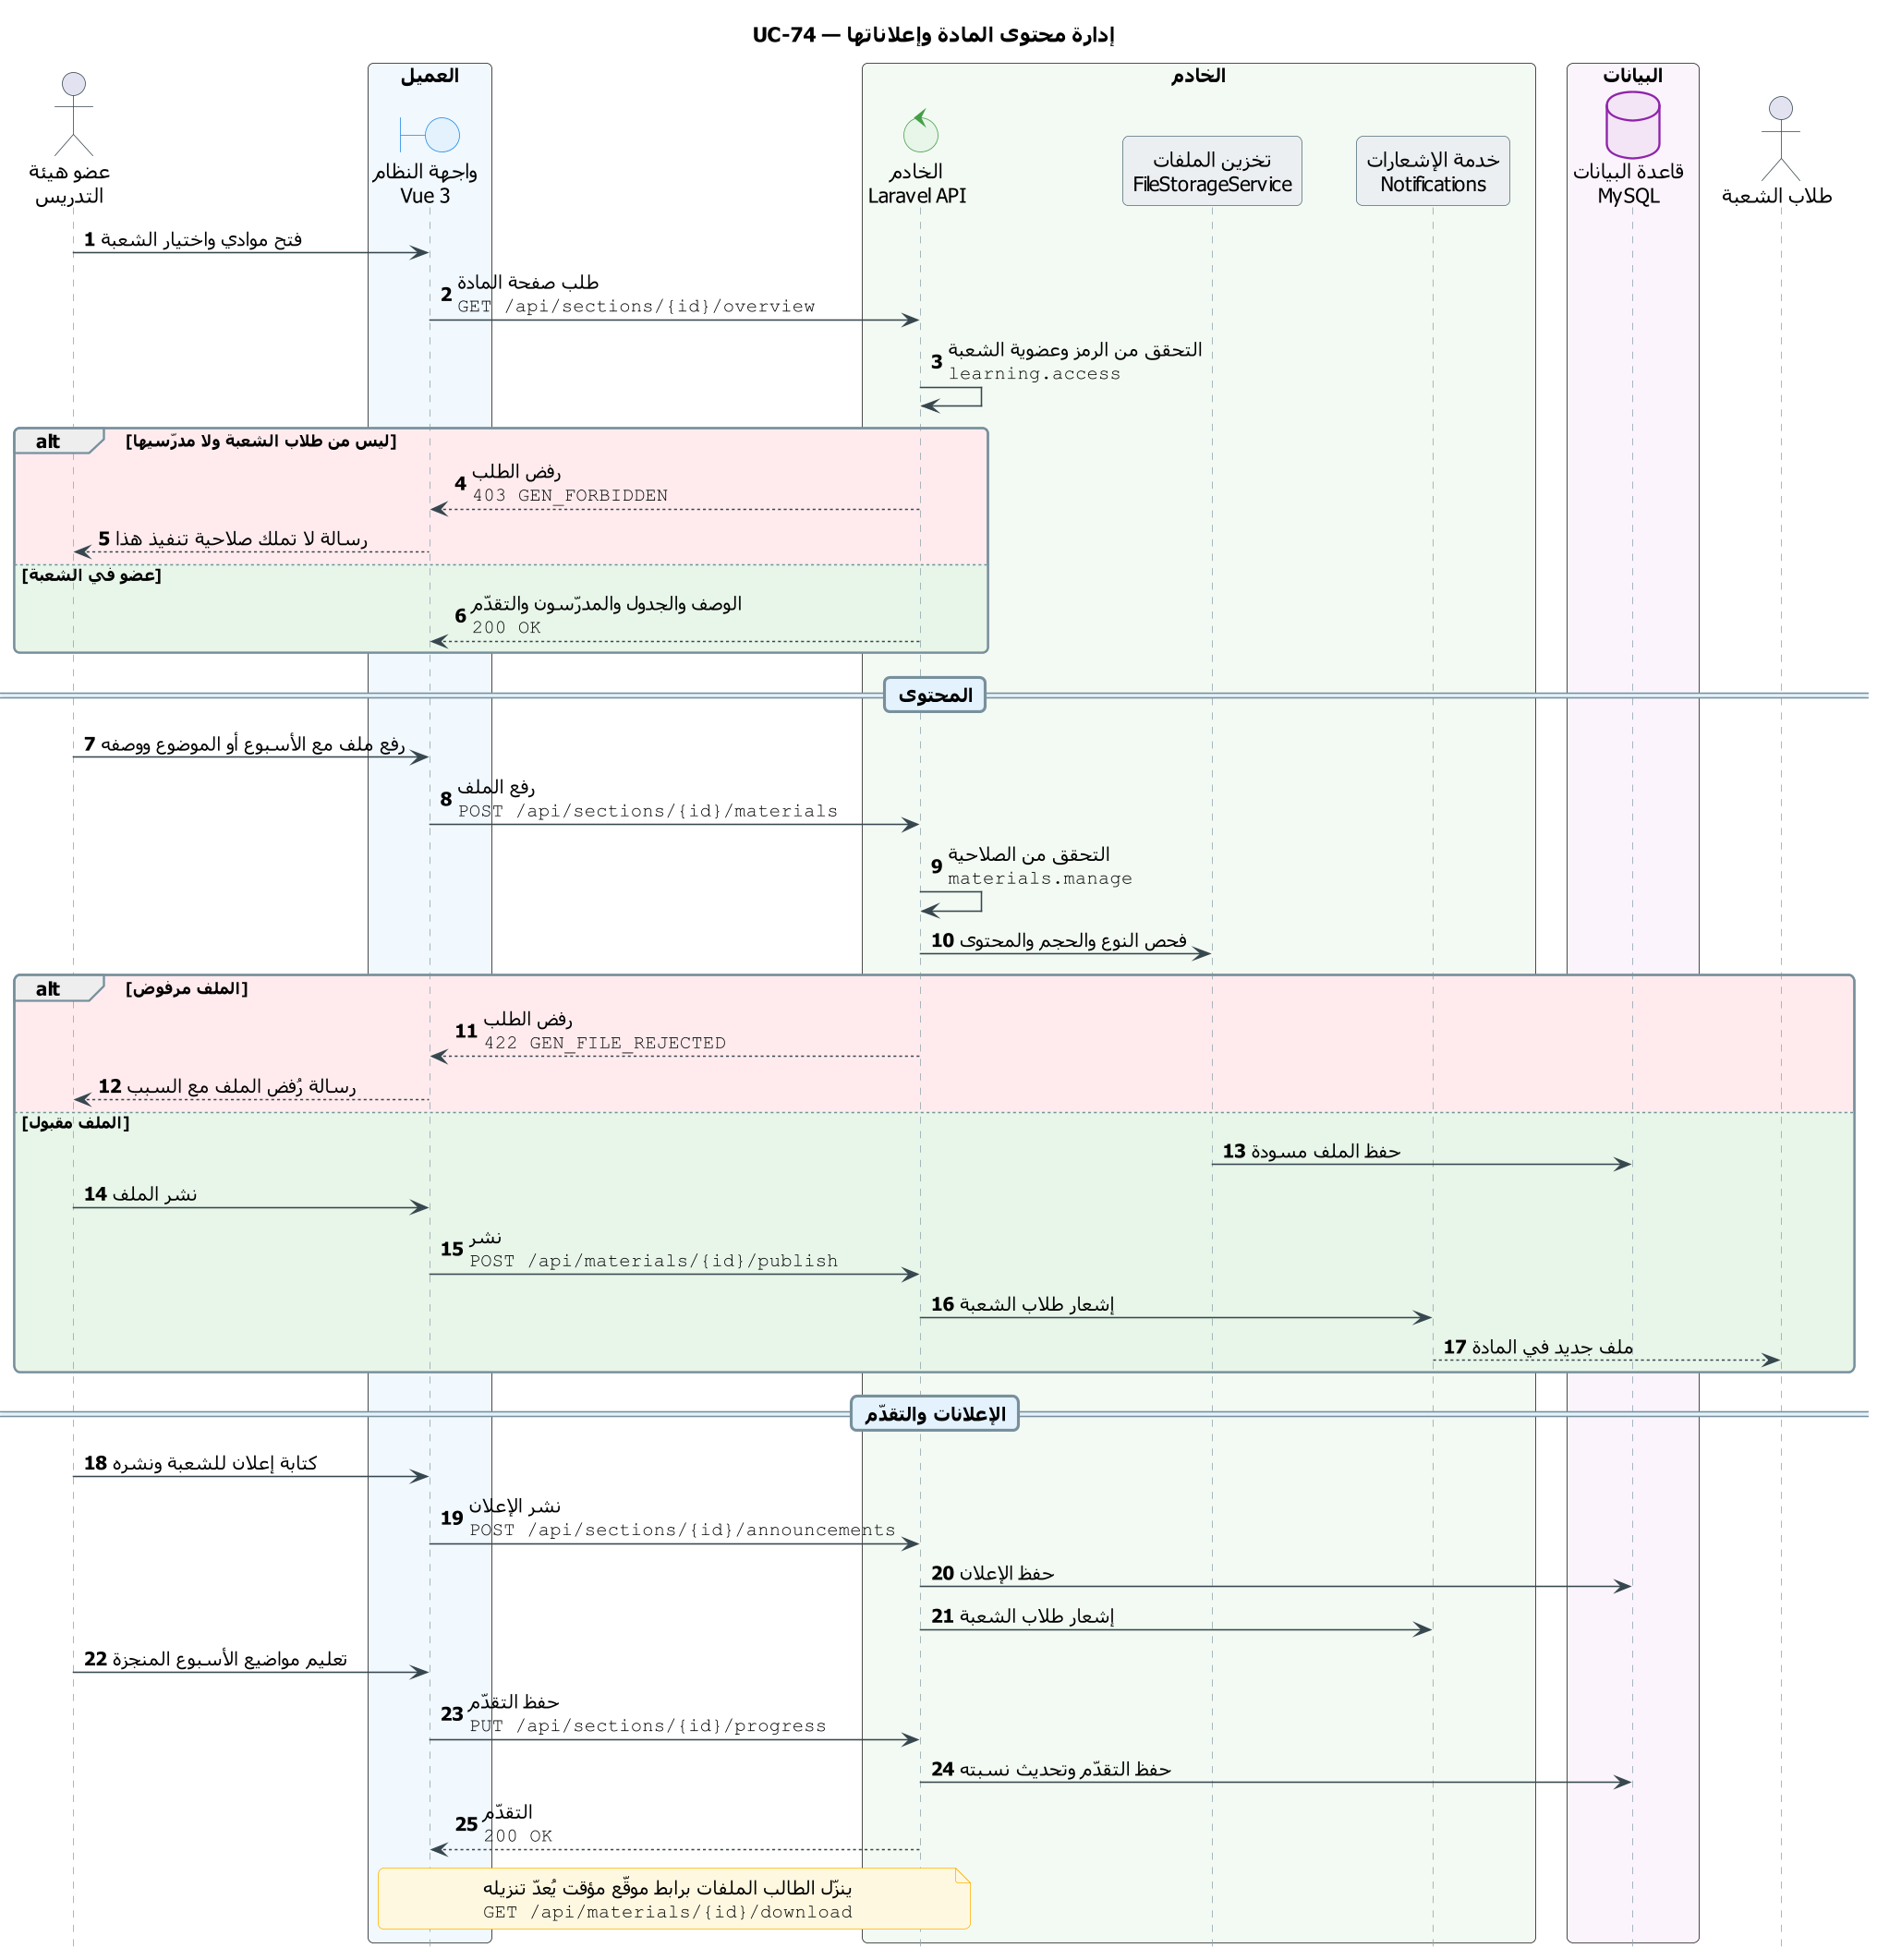 UC-74 — إدارة محتوى المادة وإعلاناتها
العميل
الخادم
البيانات
عضو هيئة
التدريس
واجهة النظام
Vue 3
الخادم
Laravel API
تخزين الملفات
FileStorageService
خدمة الإشعارات
Notifications
قاعدة البيانات
MySQL
طلاب الشعبة
1 فتح موادي واختيار الشعبة
2 طلب صفحة المادة
GET /api/sections/{id}/overview
3 التحقق من الرمز وعضوية الشعبة
learning.access
alt [ليس من طلاب الشعبة ولا مدرّسيها]
4 رفض الطلب
403 GEN_FORBIDDEN
5 رسالة لا تملك صلاحية تنفيذ هذا
[عضو في الشعبة]
6 الوصف والجدول والمدرّسون والتقدّم
200 OK
المحتوى
7 رفع ملف مع الأسبوع أو الموضوع ووصفه
8 رفع الملف
POST /api/sections/{id}/materials
9 التحقق من الصلاحية
materials.manage
10 فحص النوع والحجم والمحتوى
alt [الملف مرفوض]
11 رفض الطلب
422 GEN_FILE_REJECTED
12 رسالة رُفض الملف مع السبب
[الملف مقبول]
13 حفظ الملف مسودة
14 نشر الملف
15 نشر
POST /api/materials/{id}/publish
16 إشعار طلاب الشعبة
17 ملف جديد في المادة
الإعلانات والتقدّم
18 كتابة إعلان للشعبة ونشره
19 نشر الإعلان
POST /api/sections/{id}/announcements
20 حفظ الإعلان
21 إشعار طلاب الشعبة
22 تعليم مواضيع الأسبوع المنجزة
23 حفظ التقدّم
PUT /api/sections/{id}/progress
24 حفظ التقدّم وتحديث نسبته
25 التقدّم
200 OK
ينزّل الطالب الملفات برابط موقّع مؤقت يُعدّ تنزيله
GET /api/materials/{id}/download